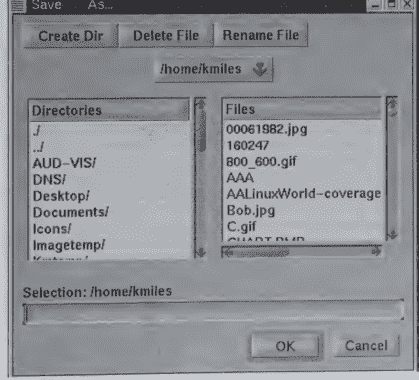 Save As...
Create Dir Delete File Rename File
/home/kmiles
Directories
./
../
AUD-VIS/
DNS/
Desktop/
Documents/
Icons/
Imagetemp/
Files
00061982.jpg
160247
800_600.gif
AAA
AALinuxWorld-coverage
Bob.jpg
C.gif
Selection: /home/kmiles
OK Cancel